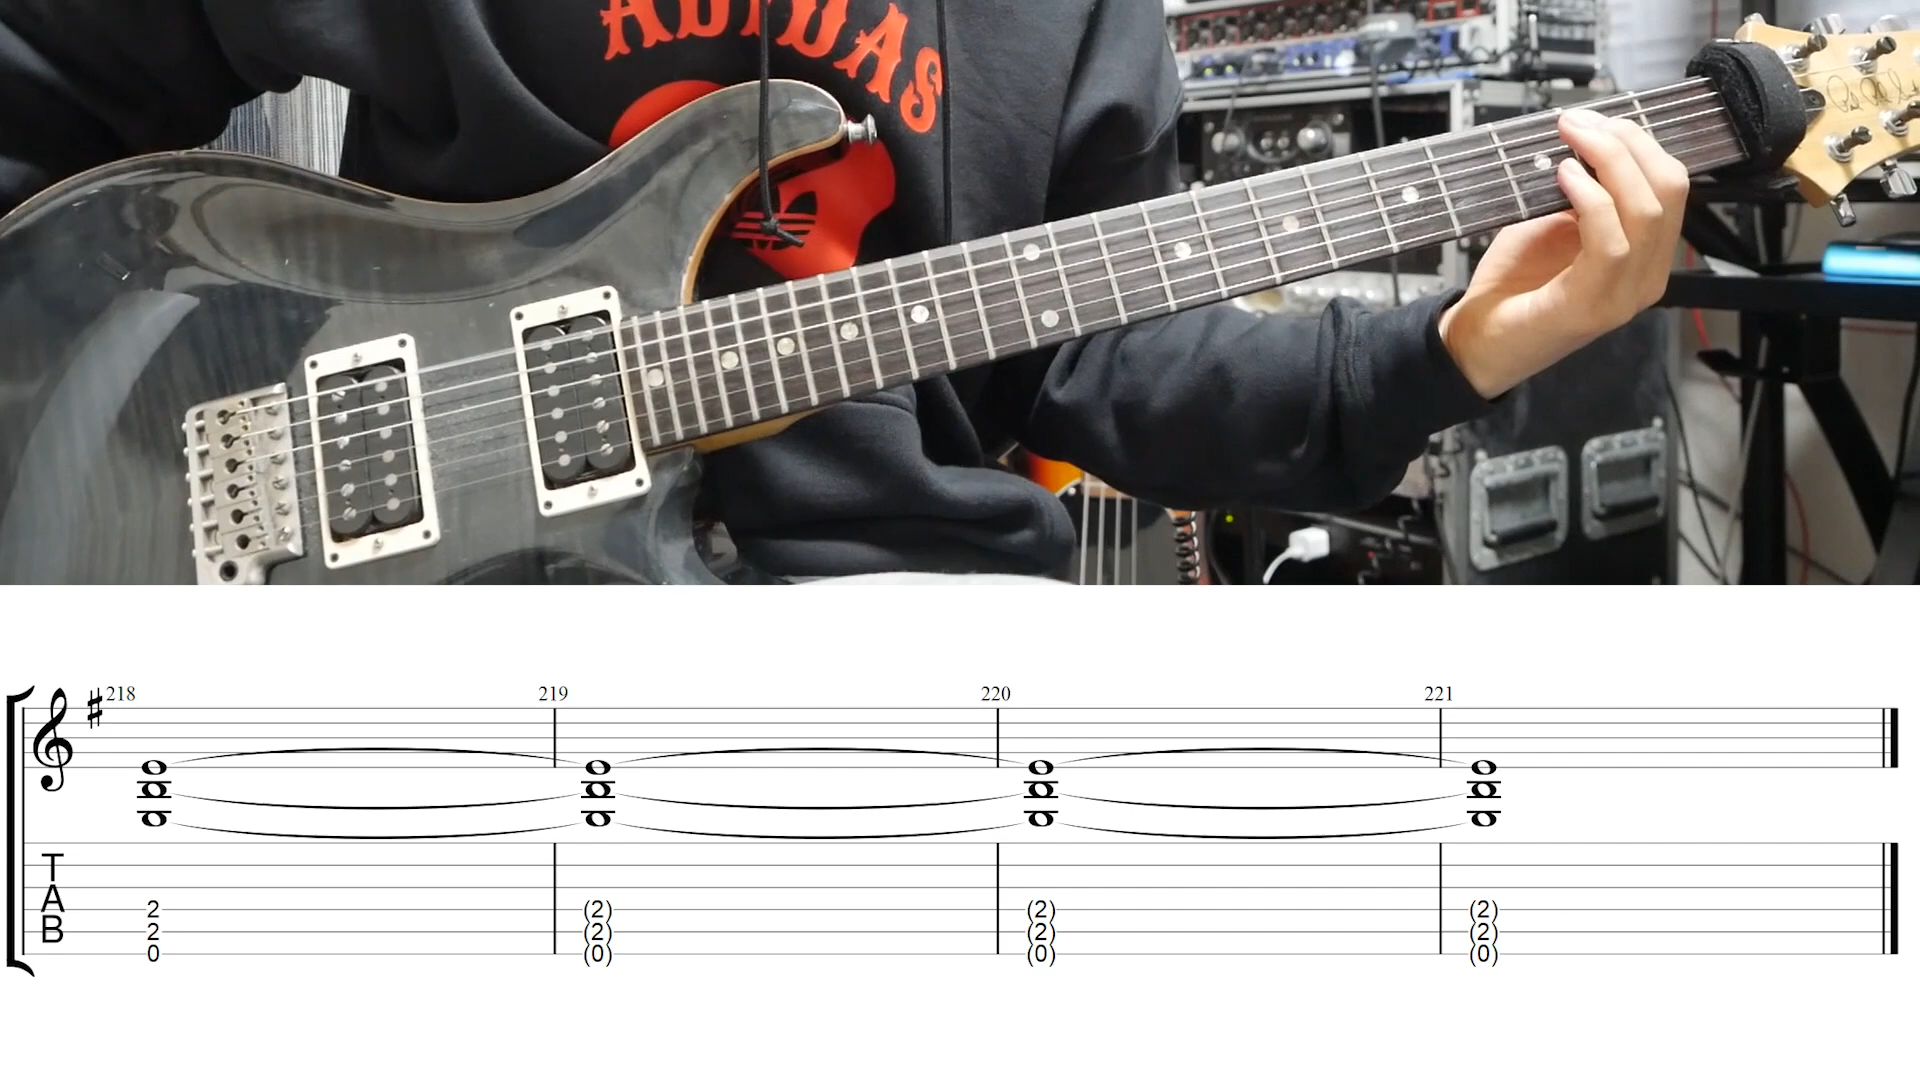 ADIDAS
218 219 220 221
T
A
B
2 (2) (2) (2)
2 (2) (2) (2)
0 (0) (0) (0)